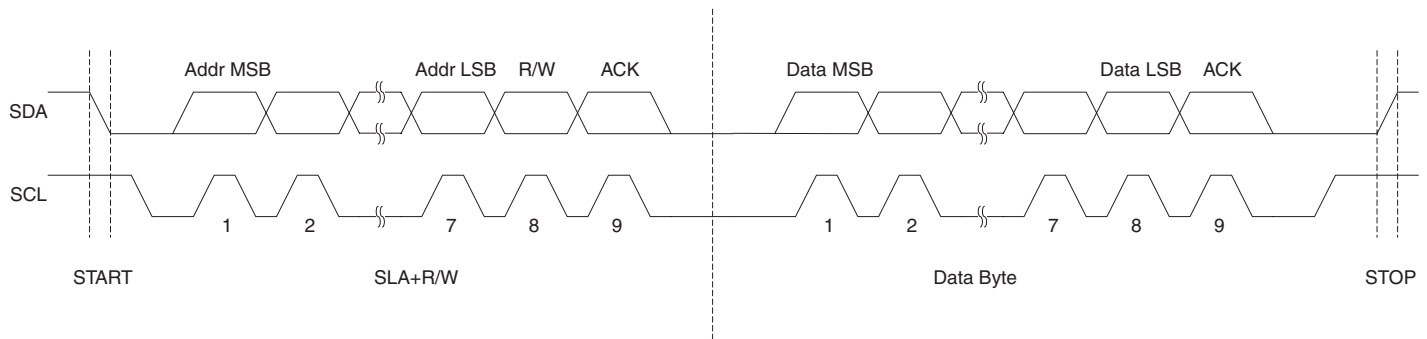 Addr MSB Addr LSB R/W ACK Data MSB Data LSB ACK
SDA
SCL
1 2 7 8 9 1 2 7 8 9
START SLA+R/W Data Byte STOP